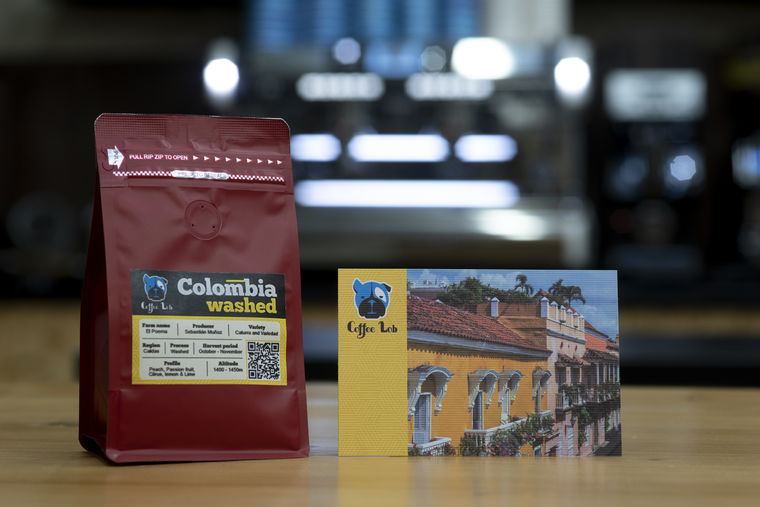 PULL RIP ZIP TO OPEN
Coffee Lab
Colombia
washed
Farm name Producer Variety
El Poema Sebastián Muñoz Caturra and Variedad
Region Process Harvest period
Caldas Washed October - November
Profile Altitude
Peach, Passion fruit, 1400 - 1450m
Citrus, lemon & Lime
Coffee Lab